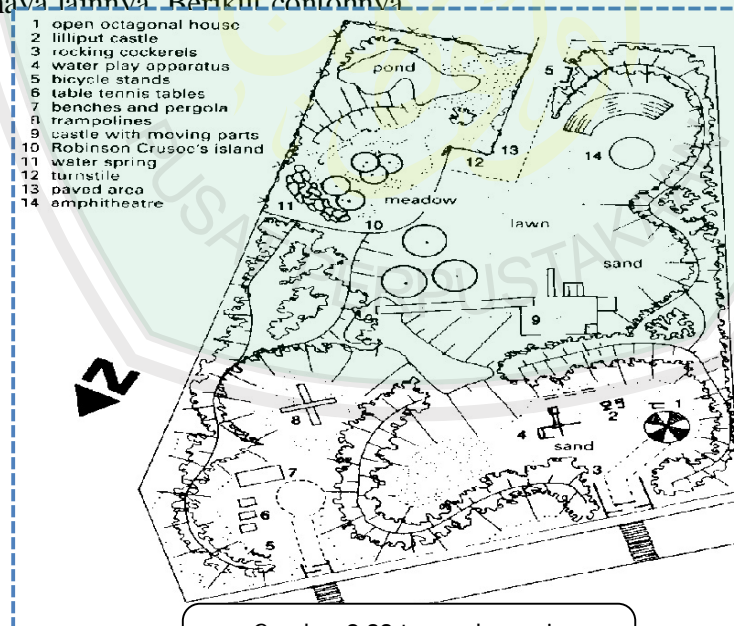 lainnya. Berikut contohnya
1 open octagonal house
2 lilliput castle
3 rocking cockerels
4 water play apparatus
5 bicycle stands
6 table tennis tables
7 benches and pergola
8 trampolines
9 castle with moving parts
10 Robinson Crusoe's island
11 water spring
12 turnstile
13 paved area
14 amphitheatre
pond
5
12
13
14
meadow
11
10
lawn
sand
9
N
8
1
2
4
sand
3
7
6
5
PUSAT PERPUSTAKAAN